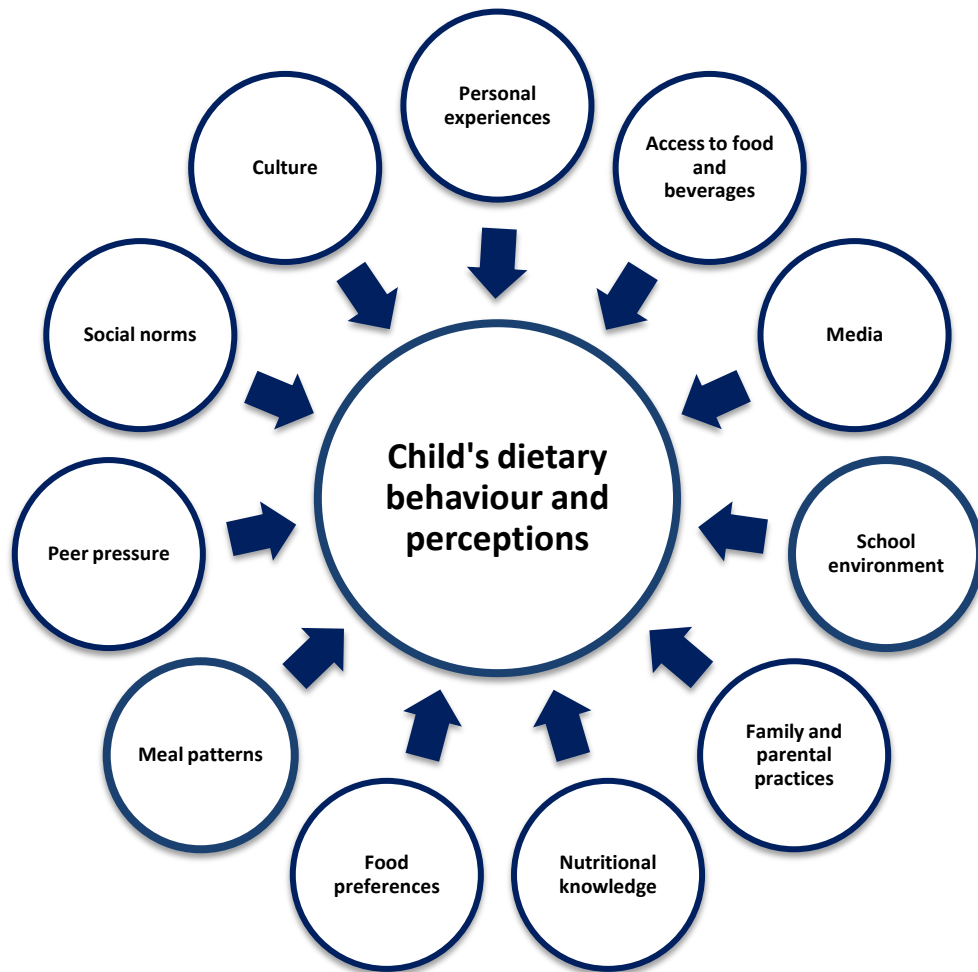 Personal
experiences
Access to food
and
beverages
Culture
Social norms
Media
Child's dietary
behaviour and
perceptions
Peer pressure
School
environment
Meal patterns
Family and
parental
practices
Food
preferences
Nutritional
knowledge